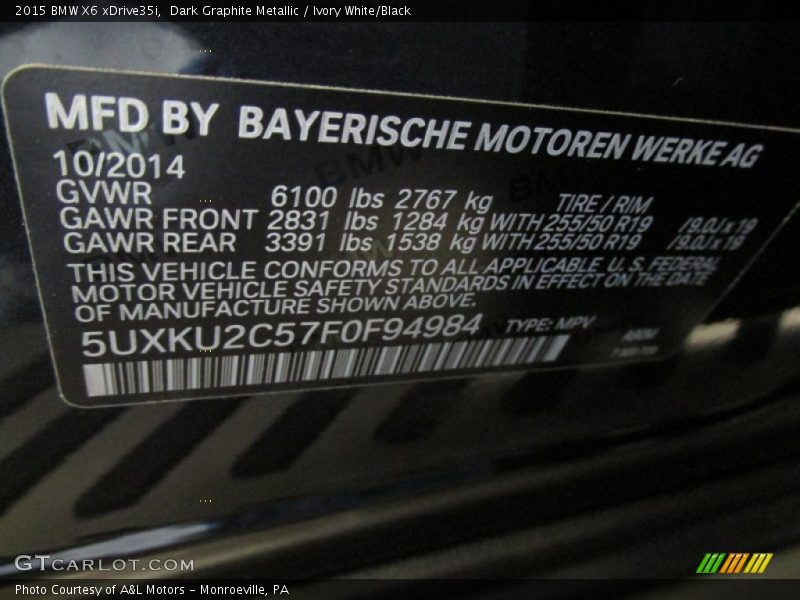 2015 BMW X6 xDrive35i, Dark Graphite Metallic / Ivory White/Black
MFD BY BAYERISCHE MOTOREN WERKE AG
10/2014
GVWR 6100 lbs 2767 kg TIRE / RIM
GAWR FRONT 2831 lbs 1284 kg WITH 255/50 R19 /9.0J x 19
GAWR REAR 3391 lbs 1538 kg WITH 255/50 R19 /9.0J x 19
THIS VEHICLE CONFORMS TO ALL APPLICABLE U.S. FEDERAL
MOTOR VEHICLE SAFETY STANDARDS IN EFFECT ON THE DATE
OF MANUFACTURE SHOWN ABOVE.
5UXKU2C57F0F94984 TYPE: MPV
GTCARLOT.COM
Photo Courtesy of A&L Motors – Monroeville, PA